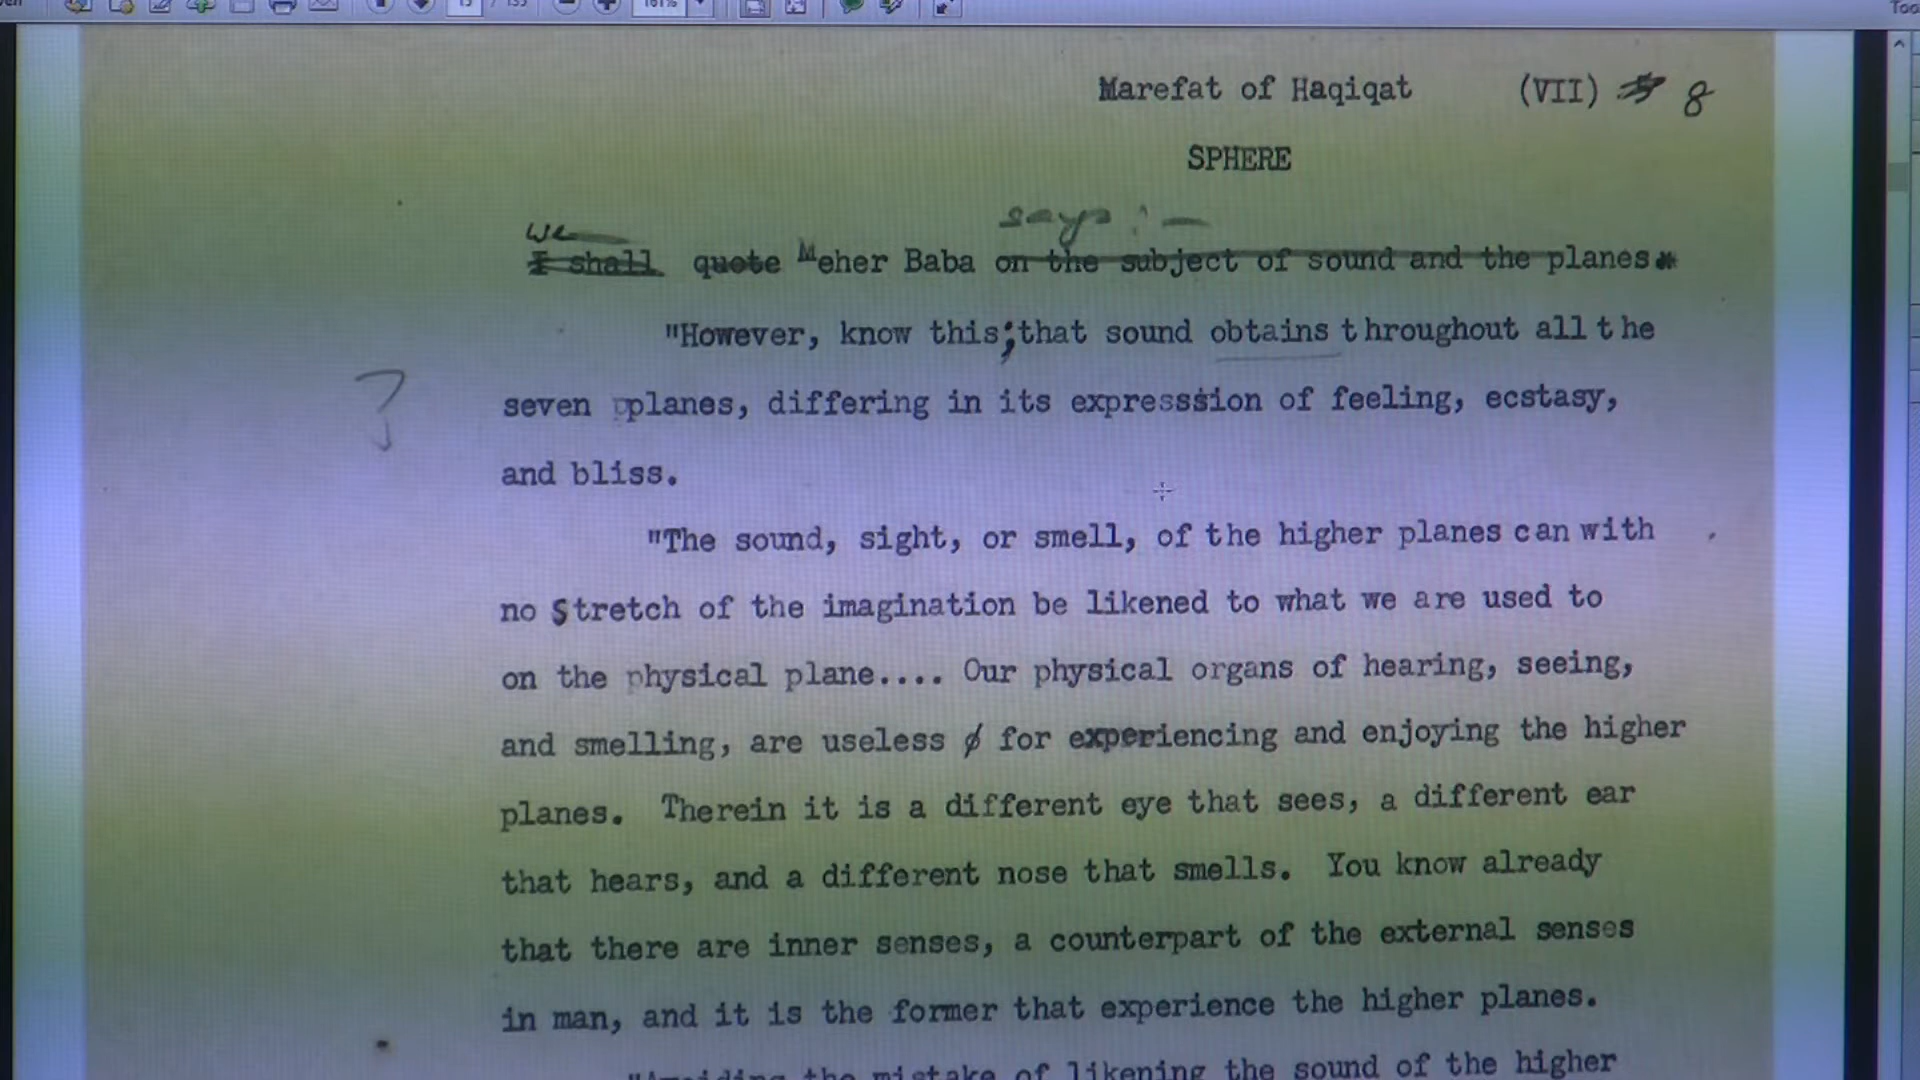 Marefat of Haqiqat (VII) 8
SPHERE
we says : —
I shall quote Meher Baba on the subject of sound and the planes
"However, know this; that sound obtains throughout all the
?
seven pplanes, differing in its expresssion of feeling, ecstasy,
and bliss.
"The sound, sight, or smell, of the higher planes can with
no Stretch of the imagination be likened to what we are used to
on the physical plane.... Our physical organs of hearing, seeing,
and smelling, are useless for experiencing and enjoying the higher
planes. Therein it is a different eye that sees, a different ear
that hears, and a different nose that smells. You know already
that there are inner senses, a counterpart of the external senses
in man, and it is the former that experience the higher planes.
the mistake of likening the sound of the higher